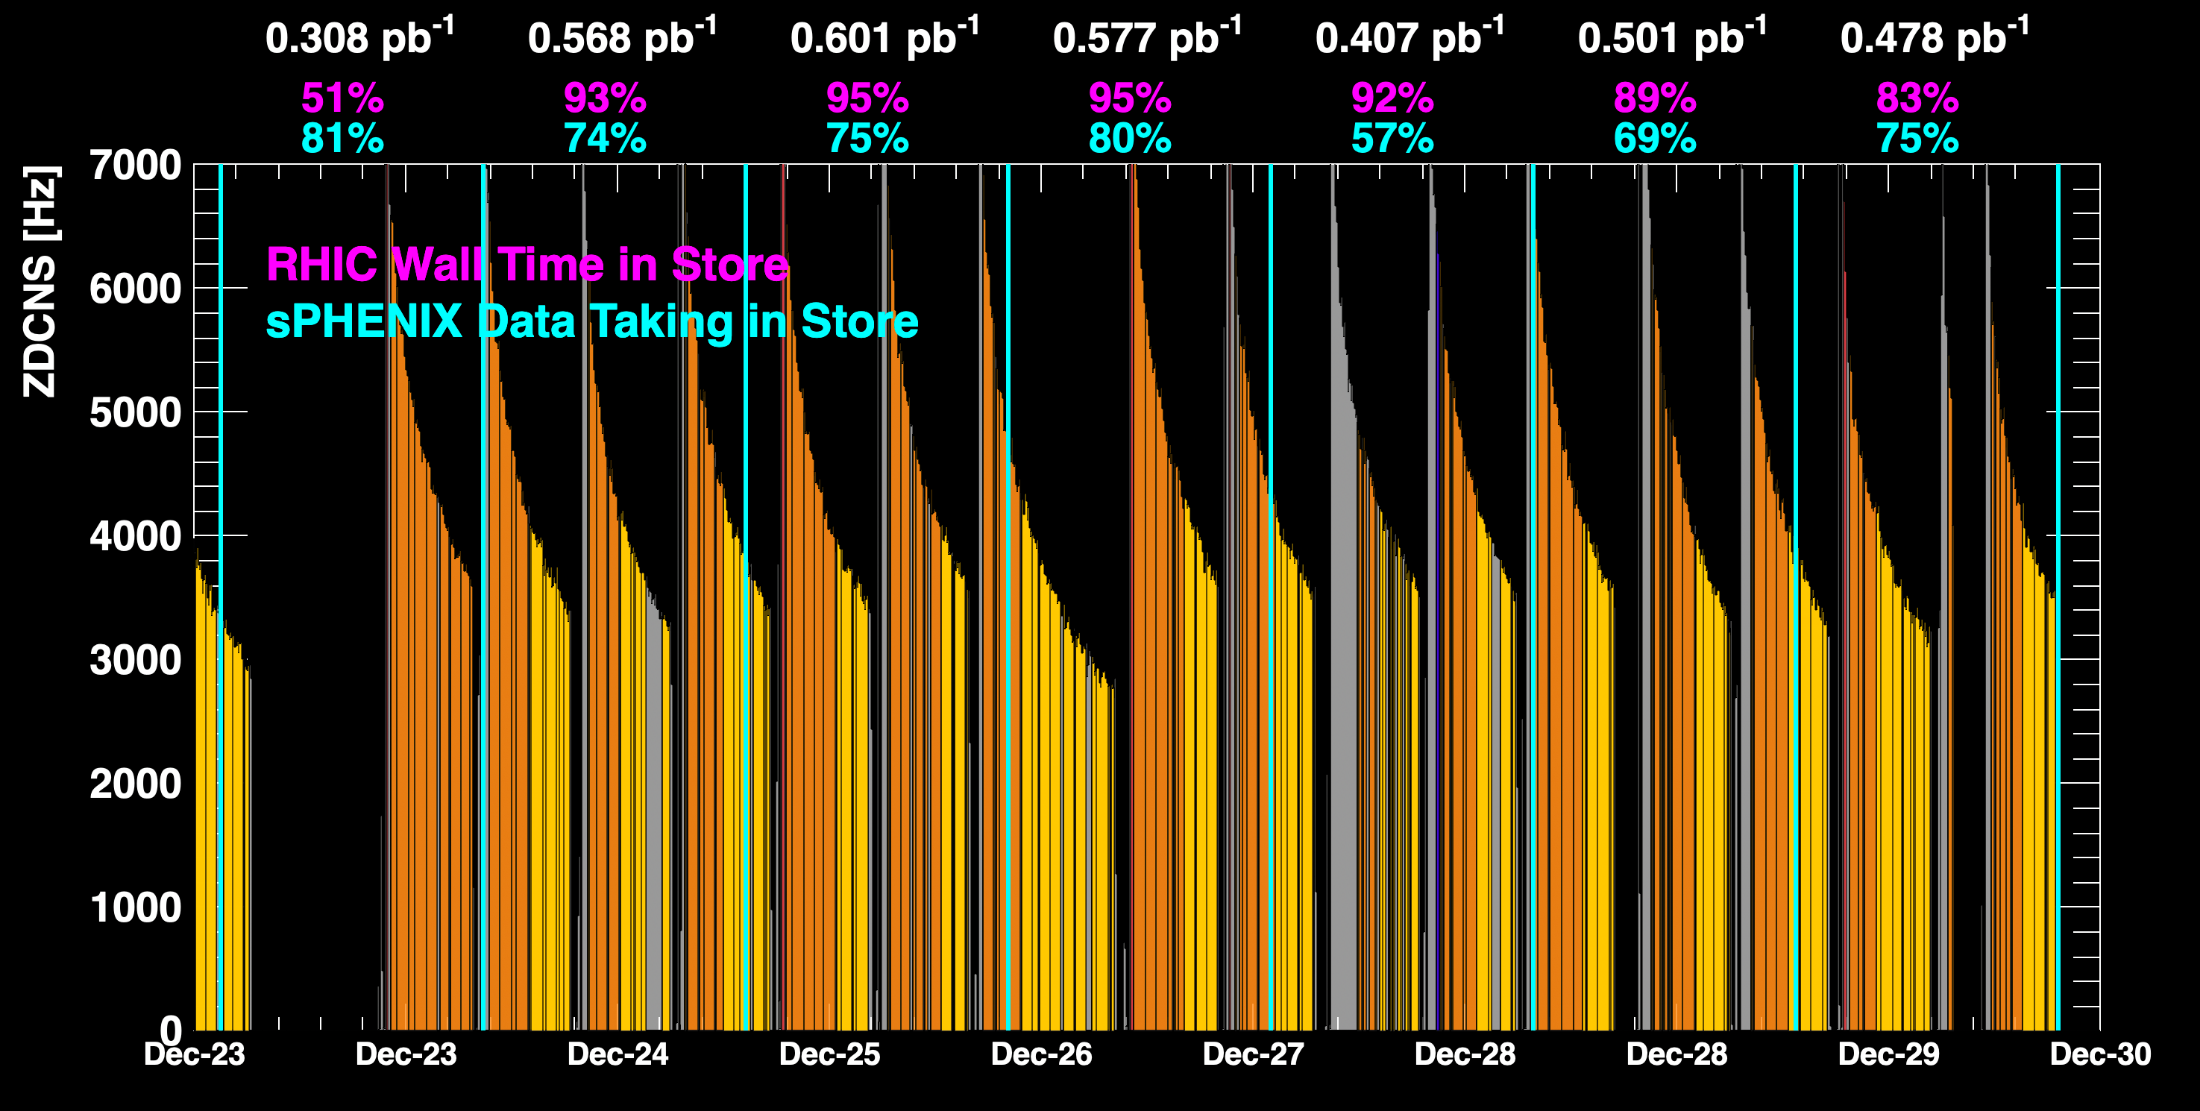 0.308 pb-1 0.568 pb-1 0.601 pb-1 0.577 pb-1 0.407 pb-1 0.501 pb-1 0.478 pb-1
51% 93% 95% 95% 92% 89% 83%
81% 74% 75% 80% 57% 69% 75%
ZDCNS [Hz]
7000
RHIC Wall Time in Store
6000
sPHENIX Data Taking in Store
5000
4000
3000
2000
1000
0
Dec-23 Dec-23 Dec-24 Dec-25 Dec-26 Dec-27 Dec-28 Dec-28 Dec-29 Dec-30